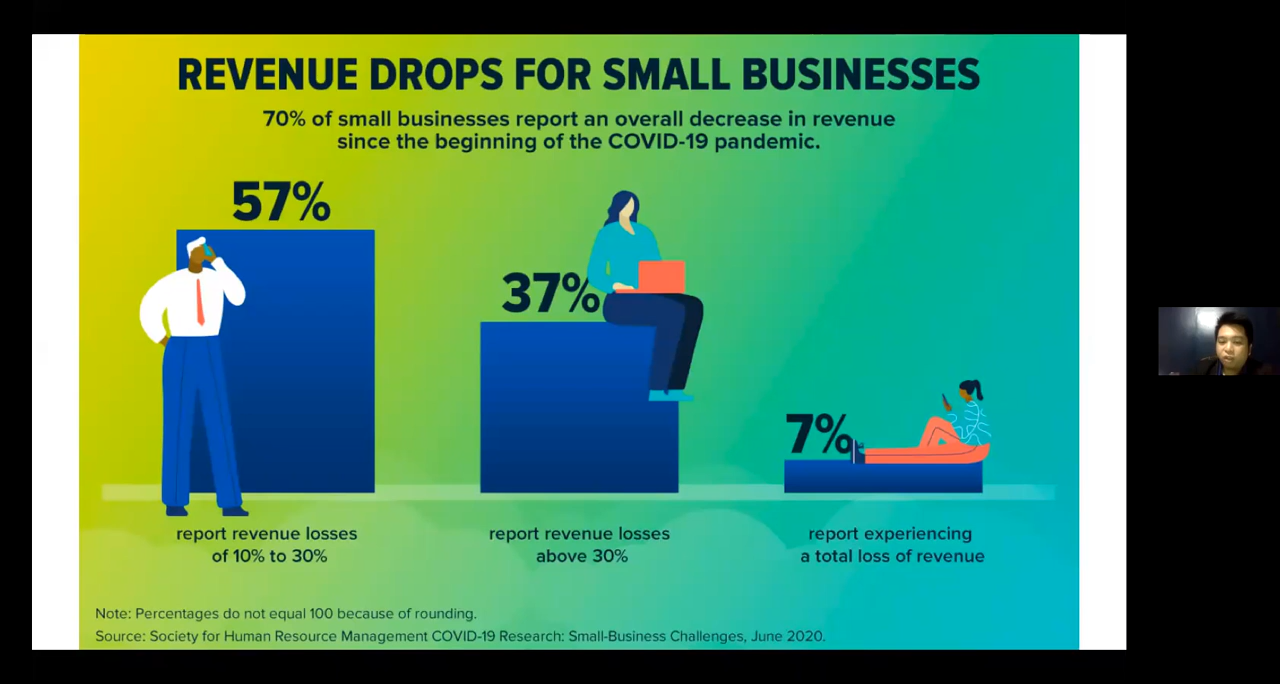 REVENUE DROPS FOR SMALL BUSINESSES
70% of small businesses report an overall decrease in revenue
since the beginning of the COVID-19 pandemic.
57%
37%
7%
report revenue losses
of 10% to 30%
report revenue losses
above 30%
report experiencing
a total loss of revenue
Note: Percentages do not equal 100 because of rounding.
Source: Society for Human Resource Management COVID-19 Research: Small-Business Challenges, June 2020.